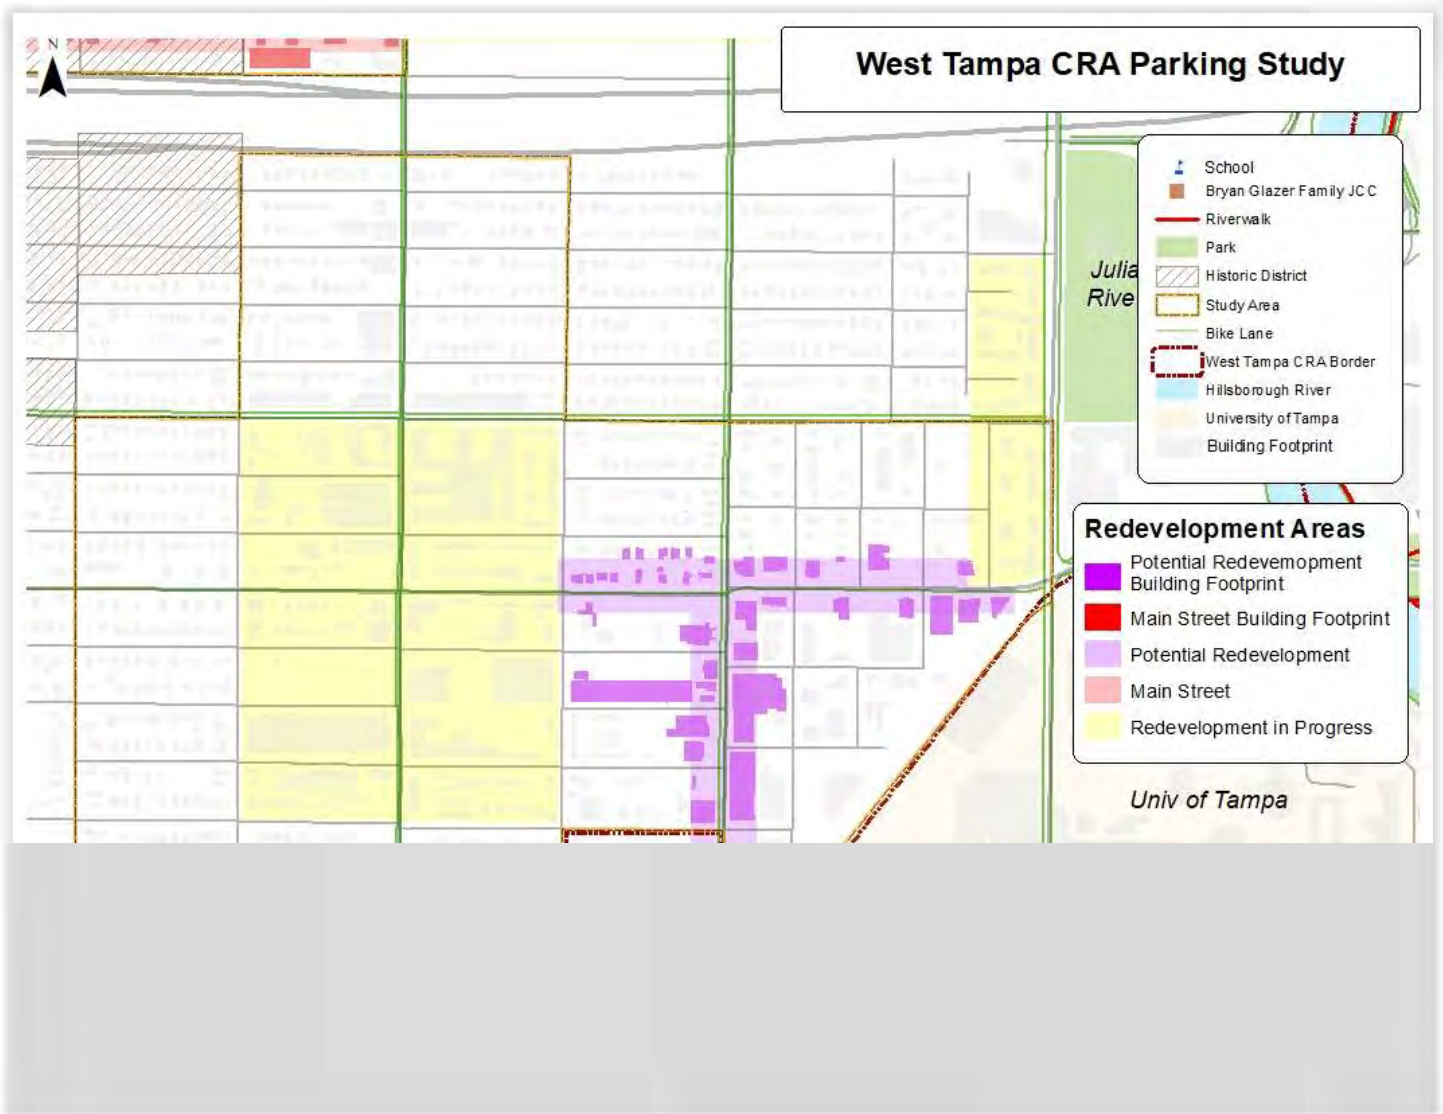 N
West Tampa CRA Parking Study
School
Bryan Glazer Family JCC
Riverwalk
Park
Historic District
Study Area
Bike Lane
West Tampa CRA Border
Hillsborough River
University of Tampa
Building Footprint
Julia
Rive
Redevelopment Areas
Potential Redevemopment
Building Footprint
Main Street Building Footprint
Potential Redevelopment
Main Street
Redevelopment in Progress
Univ of Tampa